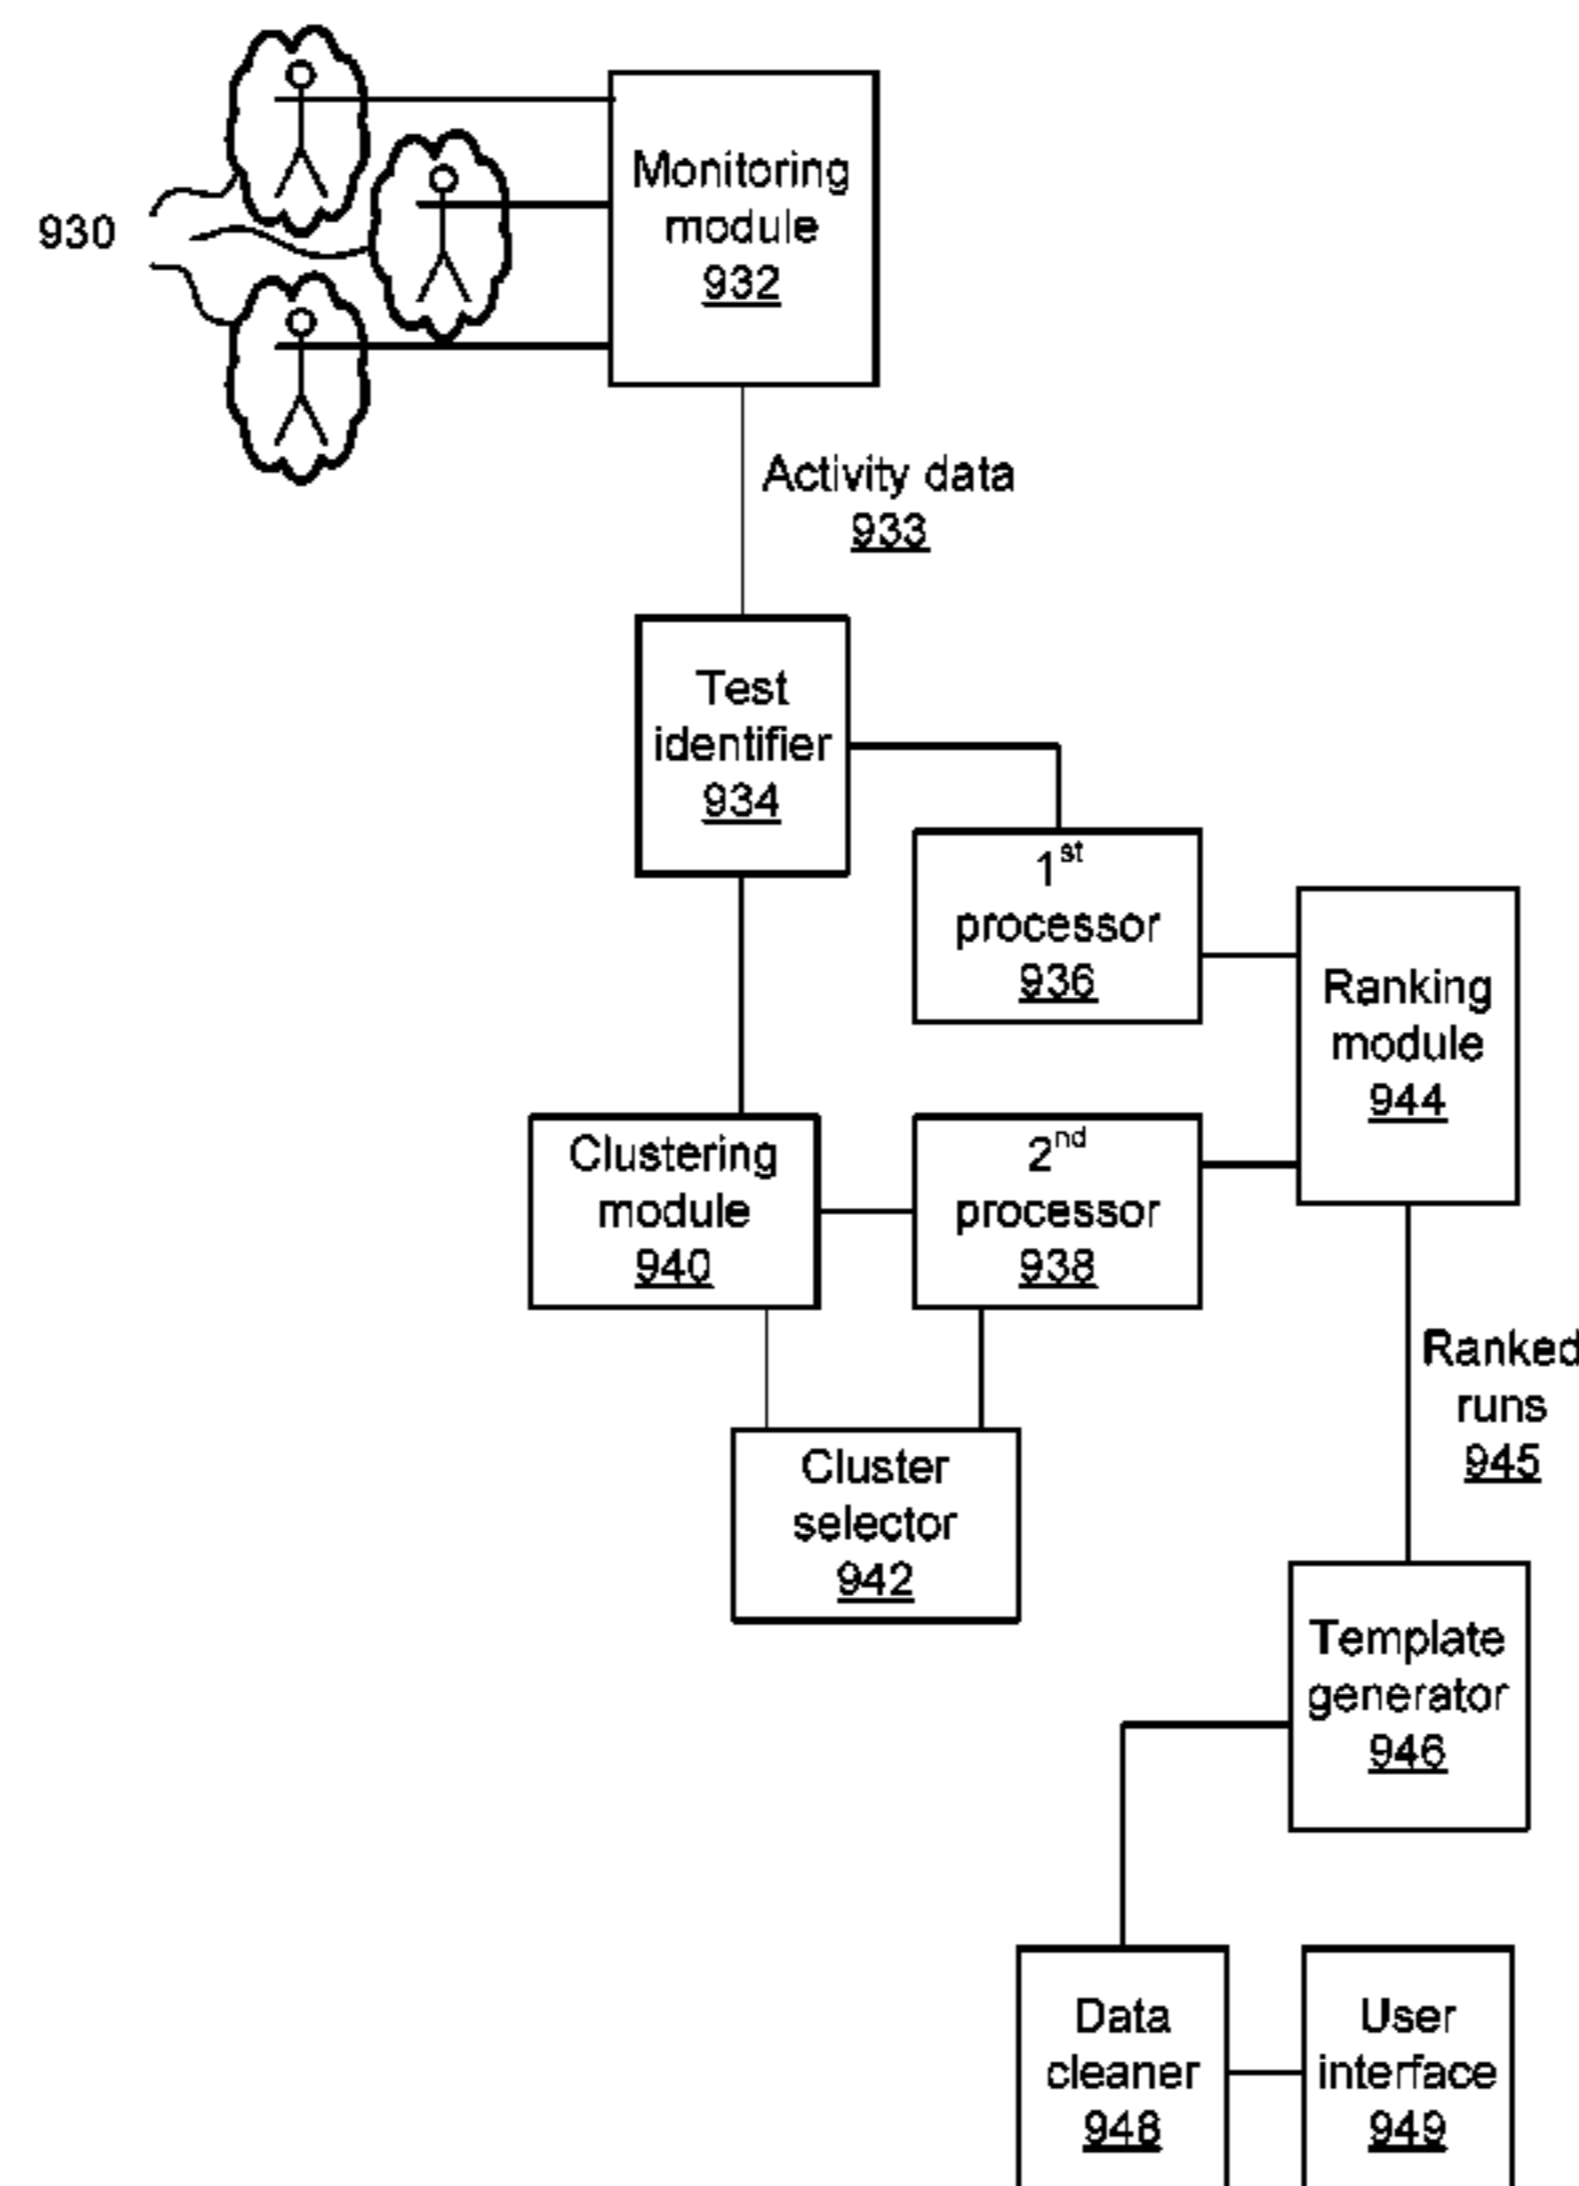 930
Monitoring
module
932
Activity data
933
Test
identifier
934
1st
processor
936
Ranking
module
944
Clustering
module
940
2nd
processor
938
Ranked
runs
945
Cluster
selector
942
Template
generator
946
Data
cleaner
948
User
interface
949